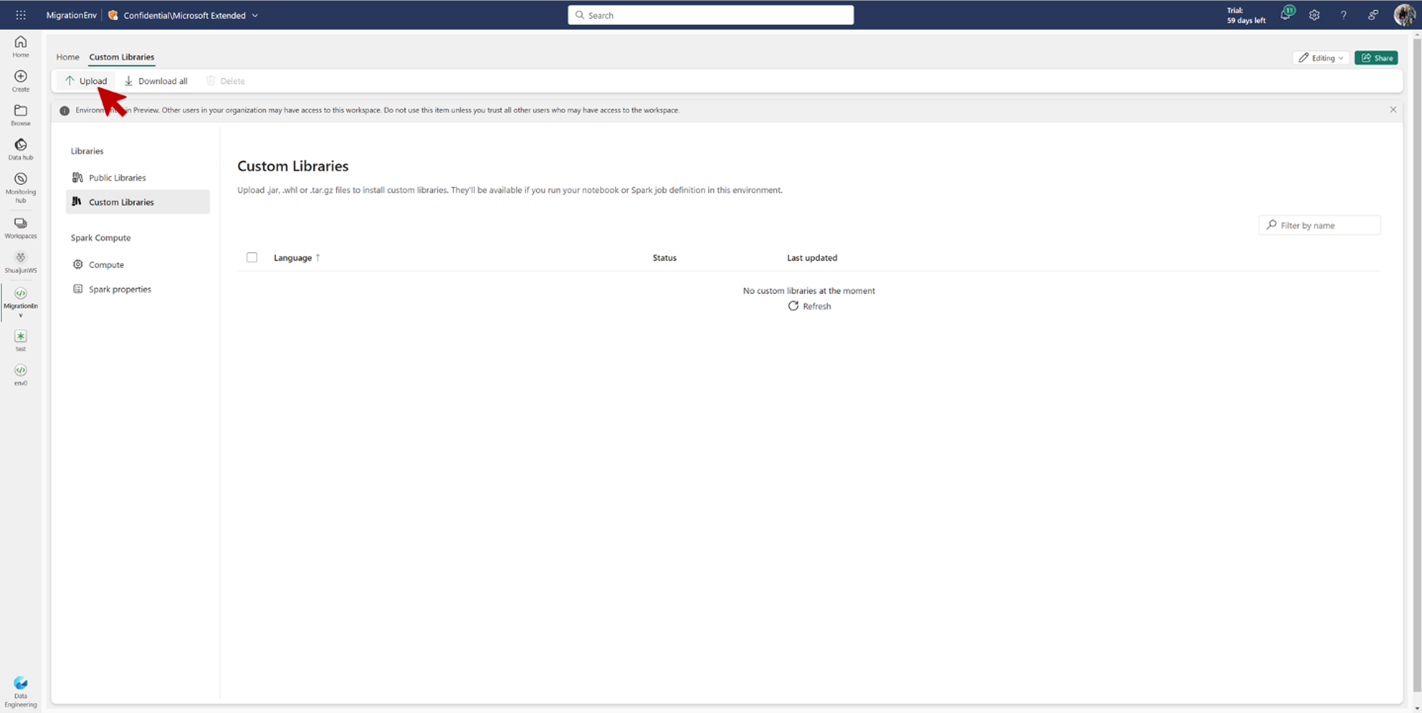 MigrationEnv
Confidential\Microsoft Extended
Search
Trial:
59 days left
11
?
Home
Create
Browse
Data hub
Monitoring
hub
Workspaces
ShuaijunWS
MigrationEn
v
test
env0
Data
Engineering
Home
Custom Libraries
Editing
Share
Upload
Download all
Delete
in Preview. Other users in your organization may have access to this workspace. Do not use this item unless you trust all other users who may have access to the workspace.
Libraries
Public Libraries
Custom Libraries
Spark Compute
Compute
Spark properties
Custom Libraries
Upload .jar, .whl or .tar.gz files to install custom libraries. They'll be available if you run your notebook or Spark job definition in this environment.
Filter by name
Language ↑
Status
Last updated
No custom libraries at the moment
Refresh